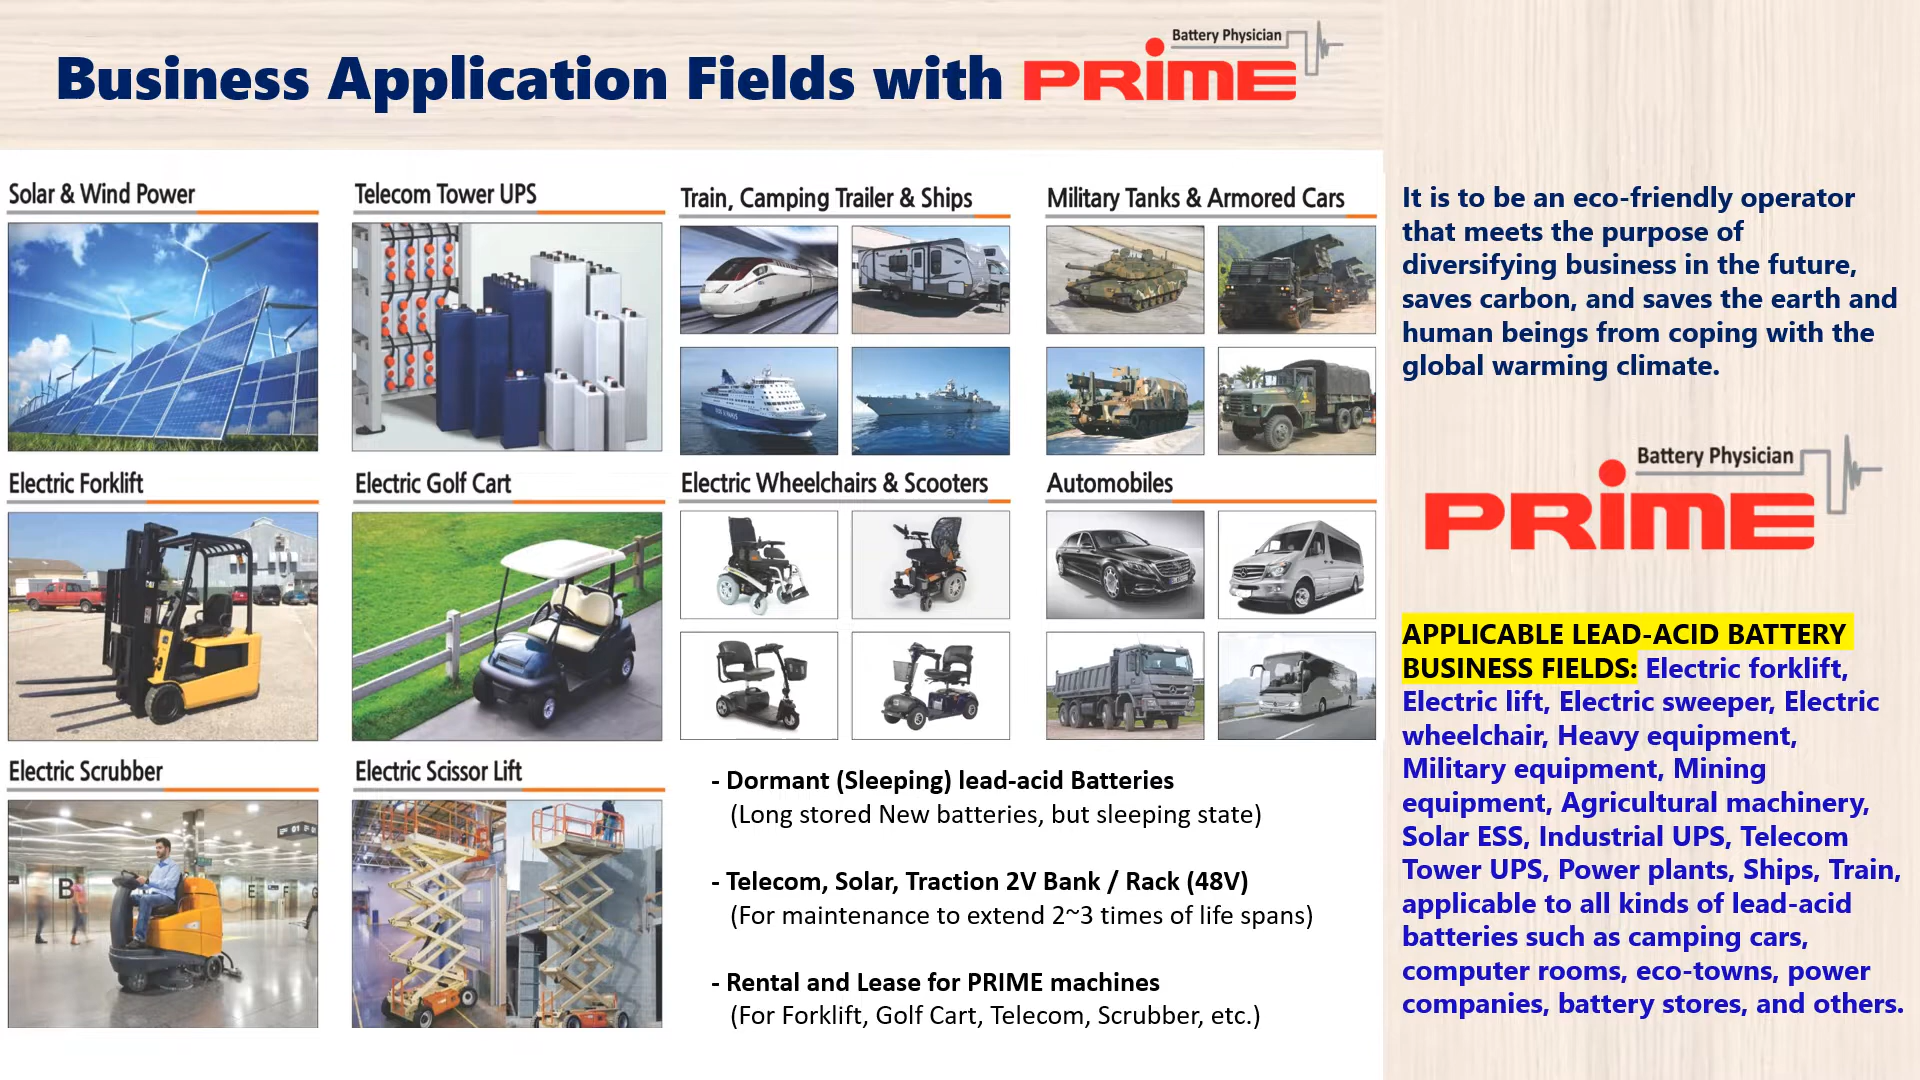 Business Application Fields with
Battery Physician
PRiME
Solar & Wind Power
Telecom Tower UPS
Train, Camping Trailer & Ships
Military Tanks & Armored Cars
Electric Forklift
Electric Golf Cart
Electric Wheelchairs & Scooters
Automobiles
Electric Scrubber
Electric Scissor Lift
B
E
F
G
- Dormant (Sleeping) lead-acid Batteries
(Long stored New batteries, but sleeping state)
- Telecom, Solar, Traction 2V Bank / Rack (48V)
(For maintenance to extend 2~3 times of life spans)
- Rental and Lease for PRIME machines
(For Forklift, Golf Cart, Telecom, Scrubber, etc.)
It is to be an eco-friendly operator
that meets the purpose of
diversifying business in the future,
saves carbon, and saves the earth and
human beings from coping with the
global warming climate.
Battery Physician
PRiME
APPLICABLE LEAD-ACID BATTERY
BUSINESS FIELDS: Electric forklift,
Electric lift, Electric sweeper, Electric
wheelchair, Heavy equipment,
Military equipment, Mining
equipment, Agricultural machinery,
Solar ESS, Industrial UPS, Telecom
Tower UPS, Power plants, Ships, Train,
applicable to all kinds of lead-acid
batteries such as camping cars,
computer rooms, eco-towns, power
companies, battery stores, and others.